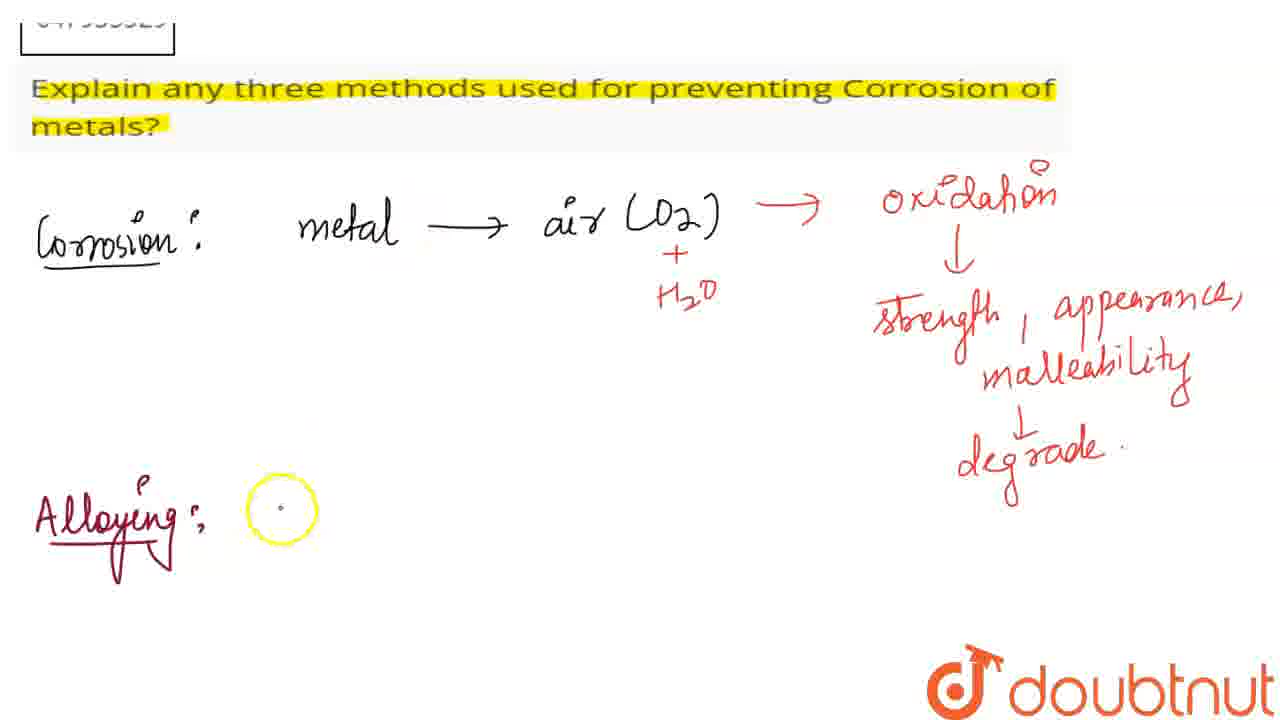 Explain any three methods used for preventing Corrosion of
metals?
Corrosion : metal → air (O2) → oxidation
+
H2O
↓
strength, appearance,
malleability
↓
degrade.
Alloying :
doubtnut